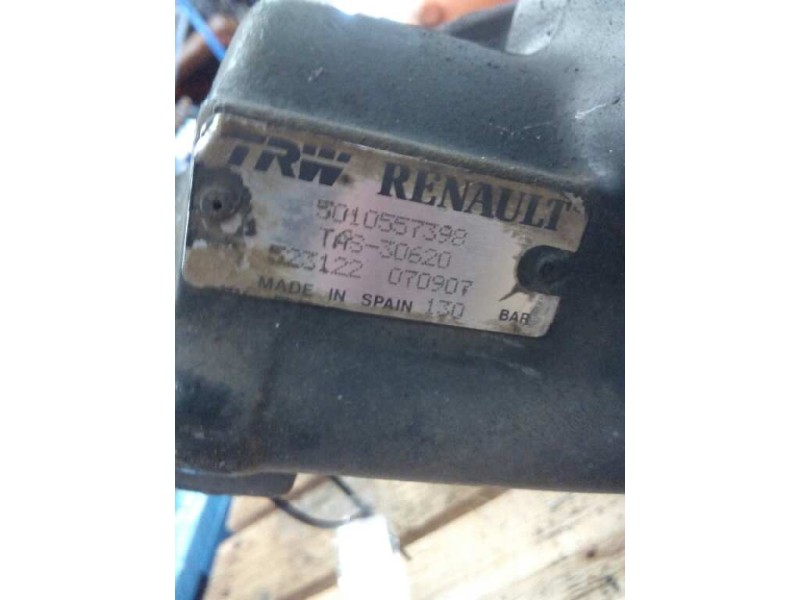 TRW RENAULT
5010557398
TAS-30620
523122 070907
MADE IN SPAIN 130 BAR